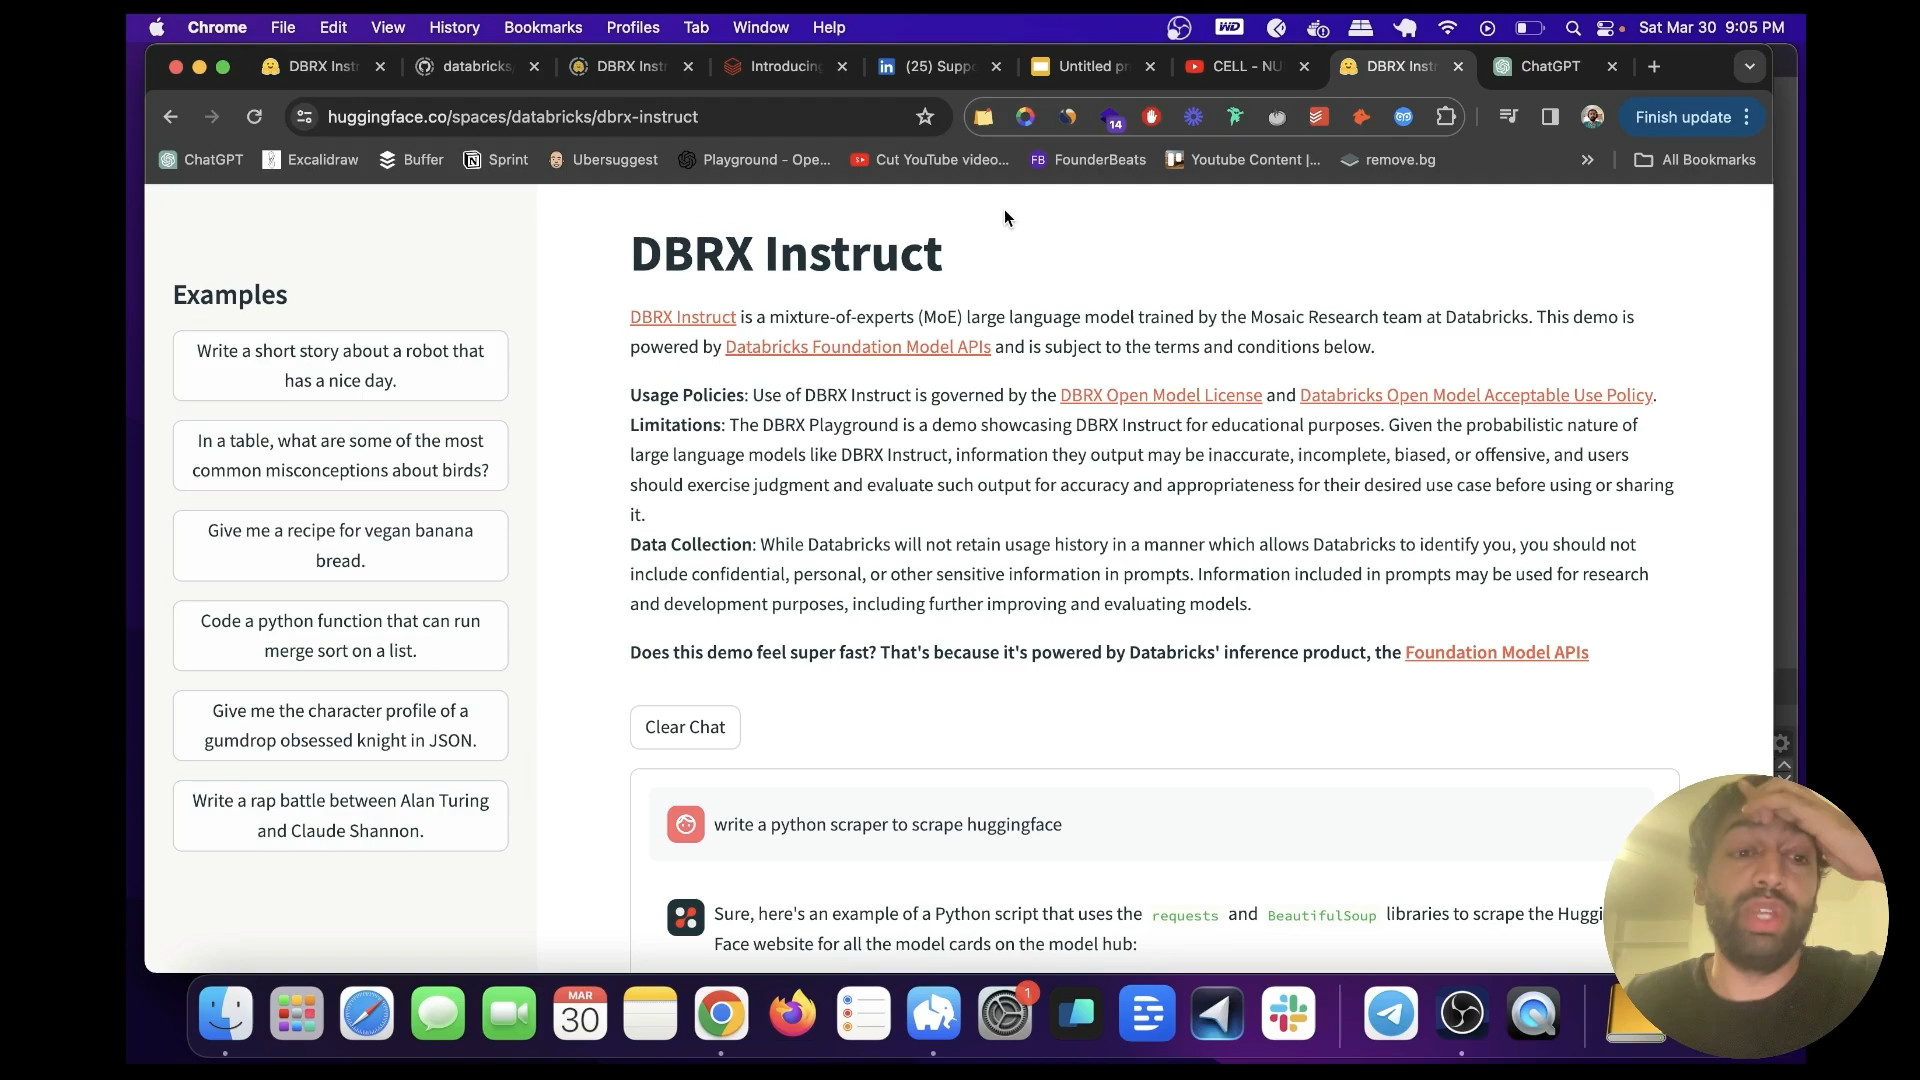 Chrome File Edit View History Bookmarks Profiles Tab Window Help WD Sat Mar 30 9:05 PM
DBRX Instr databricks, DBRX Instr Introducing in (25) Supp Untitled p CELL - NU DBRX Instr ChatGPT
huggingface.co/spaces/databricks/dbrx-instruct 14 Finish update
ChatGPT Excalidraw Buffer Sprint Ubersuggest Playground - Ope... Cut YouTube video... FB FounderBeats Youtube Content |... remove.bg » All Bookmarks
Examples
Write a short story about a robot that
has a nice day.
In a table, what are some of the most
common misconceptions about birds?
Give me a recipe for vegan banana
bread.
Code a python function that can run
merge sort on a list.
Give me the character profile of a
gumdrop obsessed knight in JSON.
Write a rap battle between Alan Turing
and Claude Shannon.
DBRX Instruct
DBRX Instruct is a mixture-of-experts (MoE) large language model trained by the Mosaic Research team at Databricks. This demo is
powered by Databricks Foundation Model APIs and is subject to the terms and conditions below.
Usage Policies: Use of DBRX Instruct is governed by the DBRX Open Model License and Databricks Open Model Acceptable Use Policy.
Limitations: The DBRX Playground is a demo showcasing DBRX Instruct for educational purposes. Given the probabilistic nature of
large language models like DBRX Instruct, information they output may be inaccurate, incomplete, biased, or offensive, and users
should exercise judgment and evaluate such output for accuracy and appropriateness for their desired use case before using or sharing
it.
Data Collection: While Databricks will not retain usage history in a manner which allows Databricks to identify you, you should not
include confidential, personal, or other sensitive information in prompts. Information included in prompts may be used for research
and development purposes, including further improving and evaluating models.
Does this demo feel super fast? That's because it's powered by Databricks' inference product, the Foundation Model APIs
Clear Chat
write a python scraper to scrape huggingface
Sure, here's an example of a Python script that uses the requests and BeautifulSoup libraries to scrape the Huggi
Face website for all the model cards on the model hub:
MAR
30
1